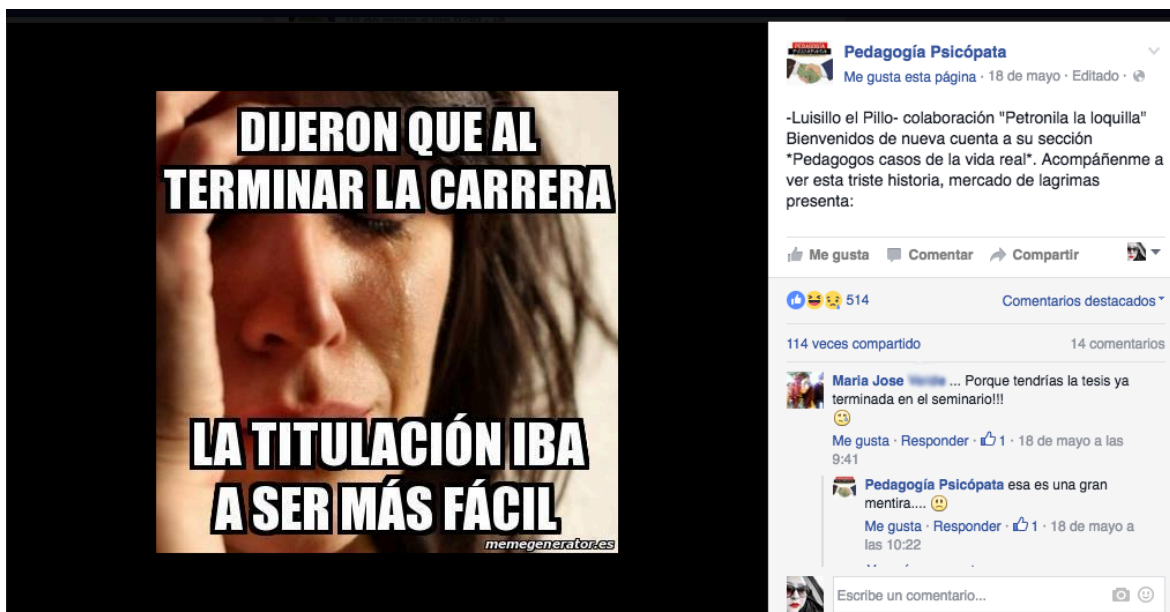 DIJERON QUE AL
TERMINAR LA CARRERA
LA TITULACIÓN IBA
A SER MÁS FÁCIL
memegenerator.es
PEDAGOGÍA
PSICÓPATA
Pedagogía Psicópata
Me gusta esta página · 18 de mayo · Editado ·
-Luisillo el Pillo- colaboración "Petronila la loquilla"
Bienvenidos de nueva cuenta a su sección
*Pedagogos casos de la vida real*. Acompáñenme a
ver esta triste historia, mercado de lagrimas
presenta:
Me gusta Comentar Compartir
514 Comentarios destacados
114 veces compartido 14 comentarios
Maria Jose ... Porque tendrías la tesis ya
terminada en el seminario!!!
Me gusta · Responder · 1 · 18 de mayo a las
9:41
Pedagogía Psicópata esa es una gran
mentira....
Me gusta · Responder · 1 · 18 de mayo a
las 10:22
Escribe un comentario...